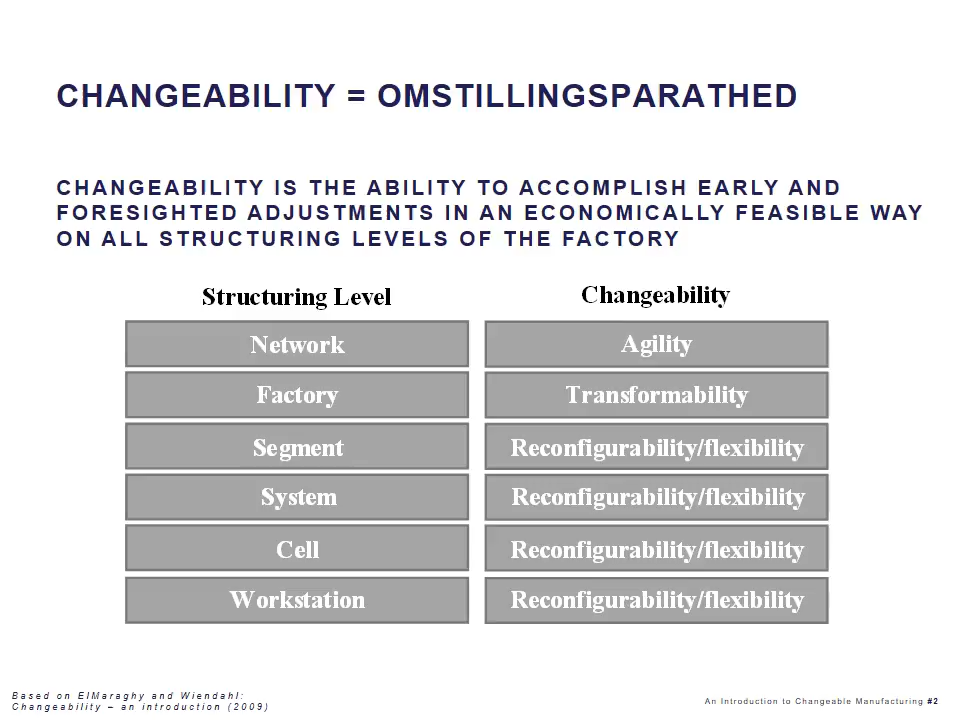 CHANGEABILITY = OMSTILLINGSPARATHED
CHANGEABILITY IS THE ABILITY TO ACCOMPLISH EARLY AND
FORESIGHTED ADJUSTMENTS IN AN ECONOMICALLY FEASIBLE WAY
ON ALL STRUCTURING LEVELS OF THE FACTORY
Structuring Level Changeability
Network Agility
Factory Transformability
Segment Reconfigurability/flexibility
System Reconfigurability/flexibility
Cell Reconfigurability/flexibility
Workstation Reconfigurability/flexibility
Based on ElMaraghy and Wiendahl:
Changeability – an introduction (2009)
An Introduction to Changeable Manufacturing #2